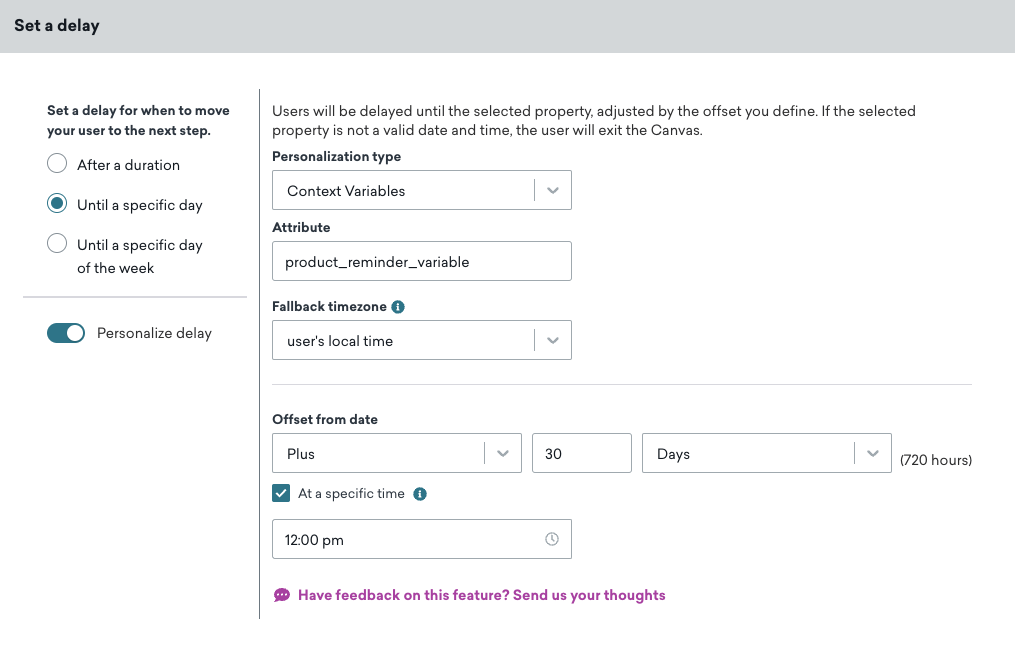 Set a delay
Set a delay for when to move
your user to the next step.
After a duration
Until a specific day
Until a specific day
of the week
Personalize delay
Users will be delayed until the selected property, adjusted by the offset you define. If the selected
property is not a valid date and time, the user will exit the Canvas.
Personalization type
Context Variables
Attribute
product_reminder_variable
Fallback timezone
user's local time
Offset from date
Plus 30 Days (720 hours)
At a specific time
12:00 pm
Have feedback on this feature? Send us your thoughts